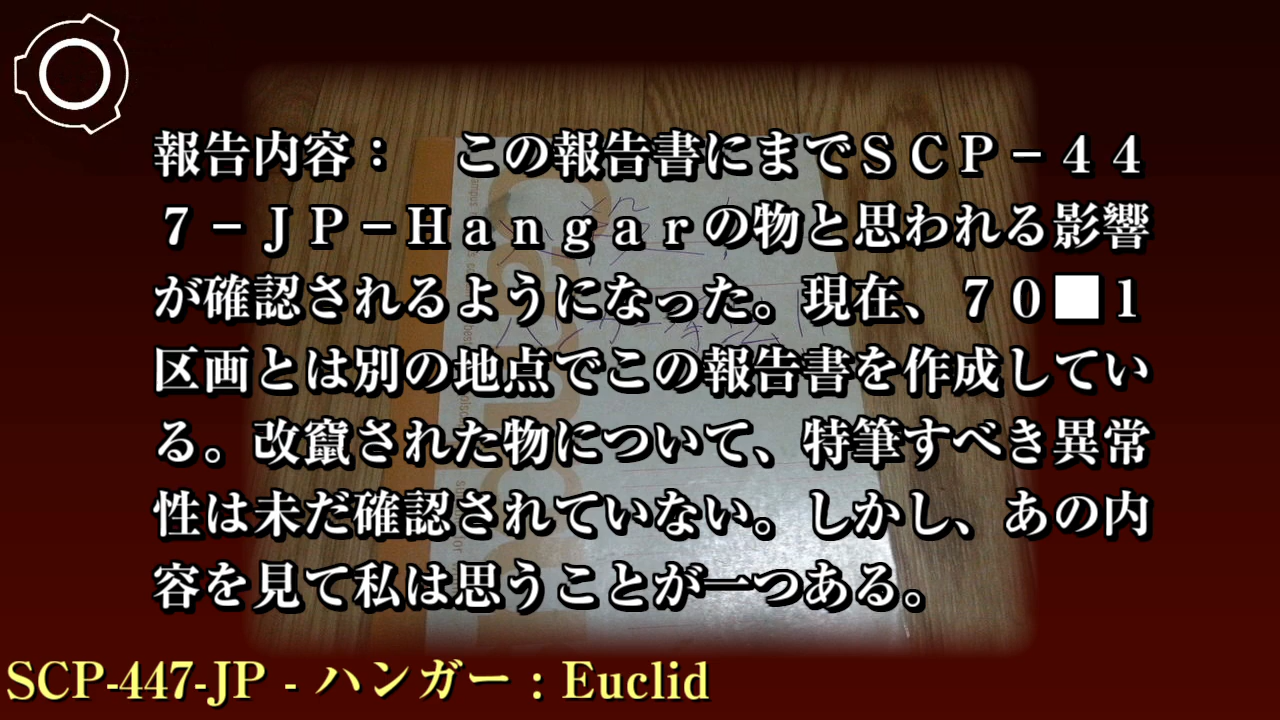 報告内容：　この報告書にまでＳＣＰ－４４
７－ＪＰ－Ｈａｎｇａｒの物と思われる影響
が確認されるようになった。現在、７０■１
区画とは別の地点でこの報告書を作成してい
る。改竄された物について、特筆すべき異常
性は未だ確認されていない。しかし、あの内
容を見て私は思うことが一つある。
SCP-447-JP - ハンガー : Euclid